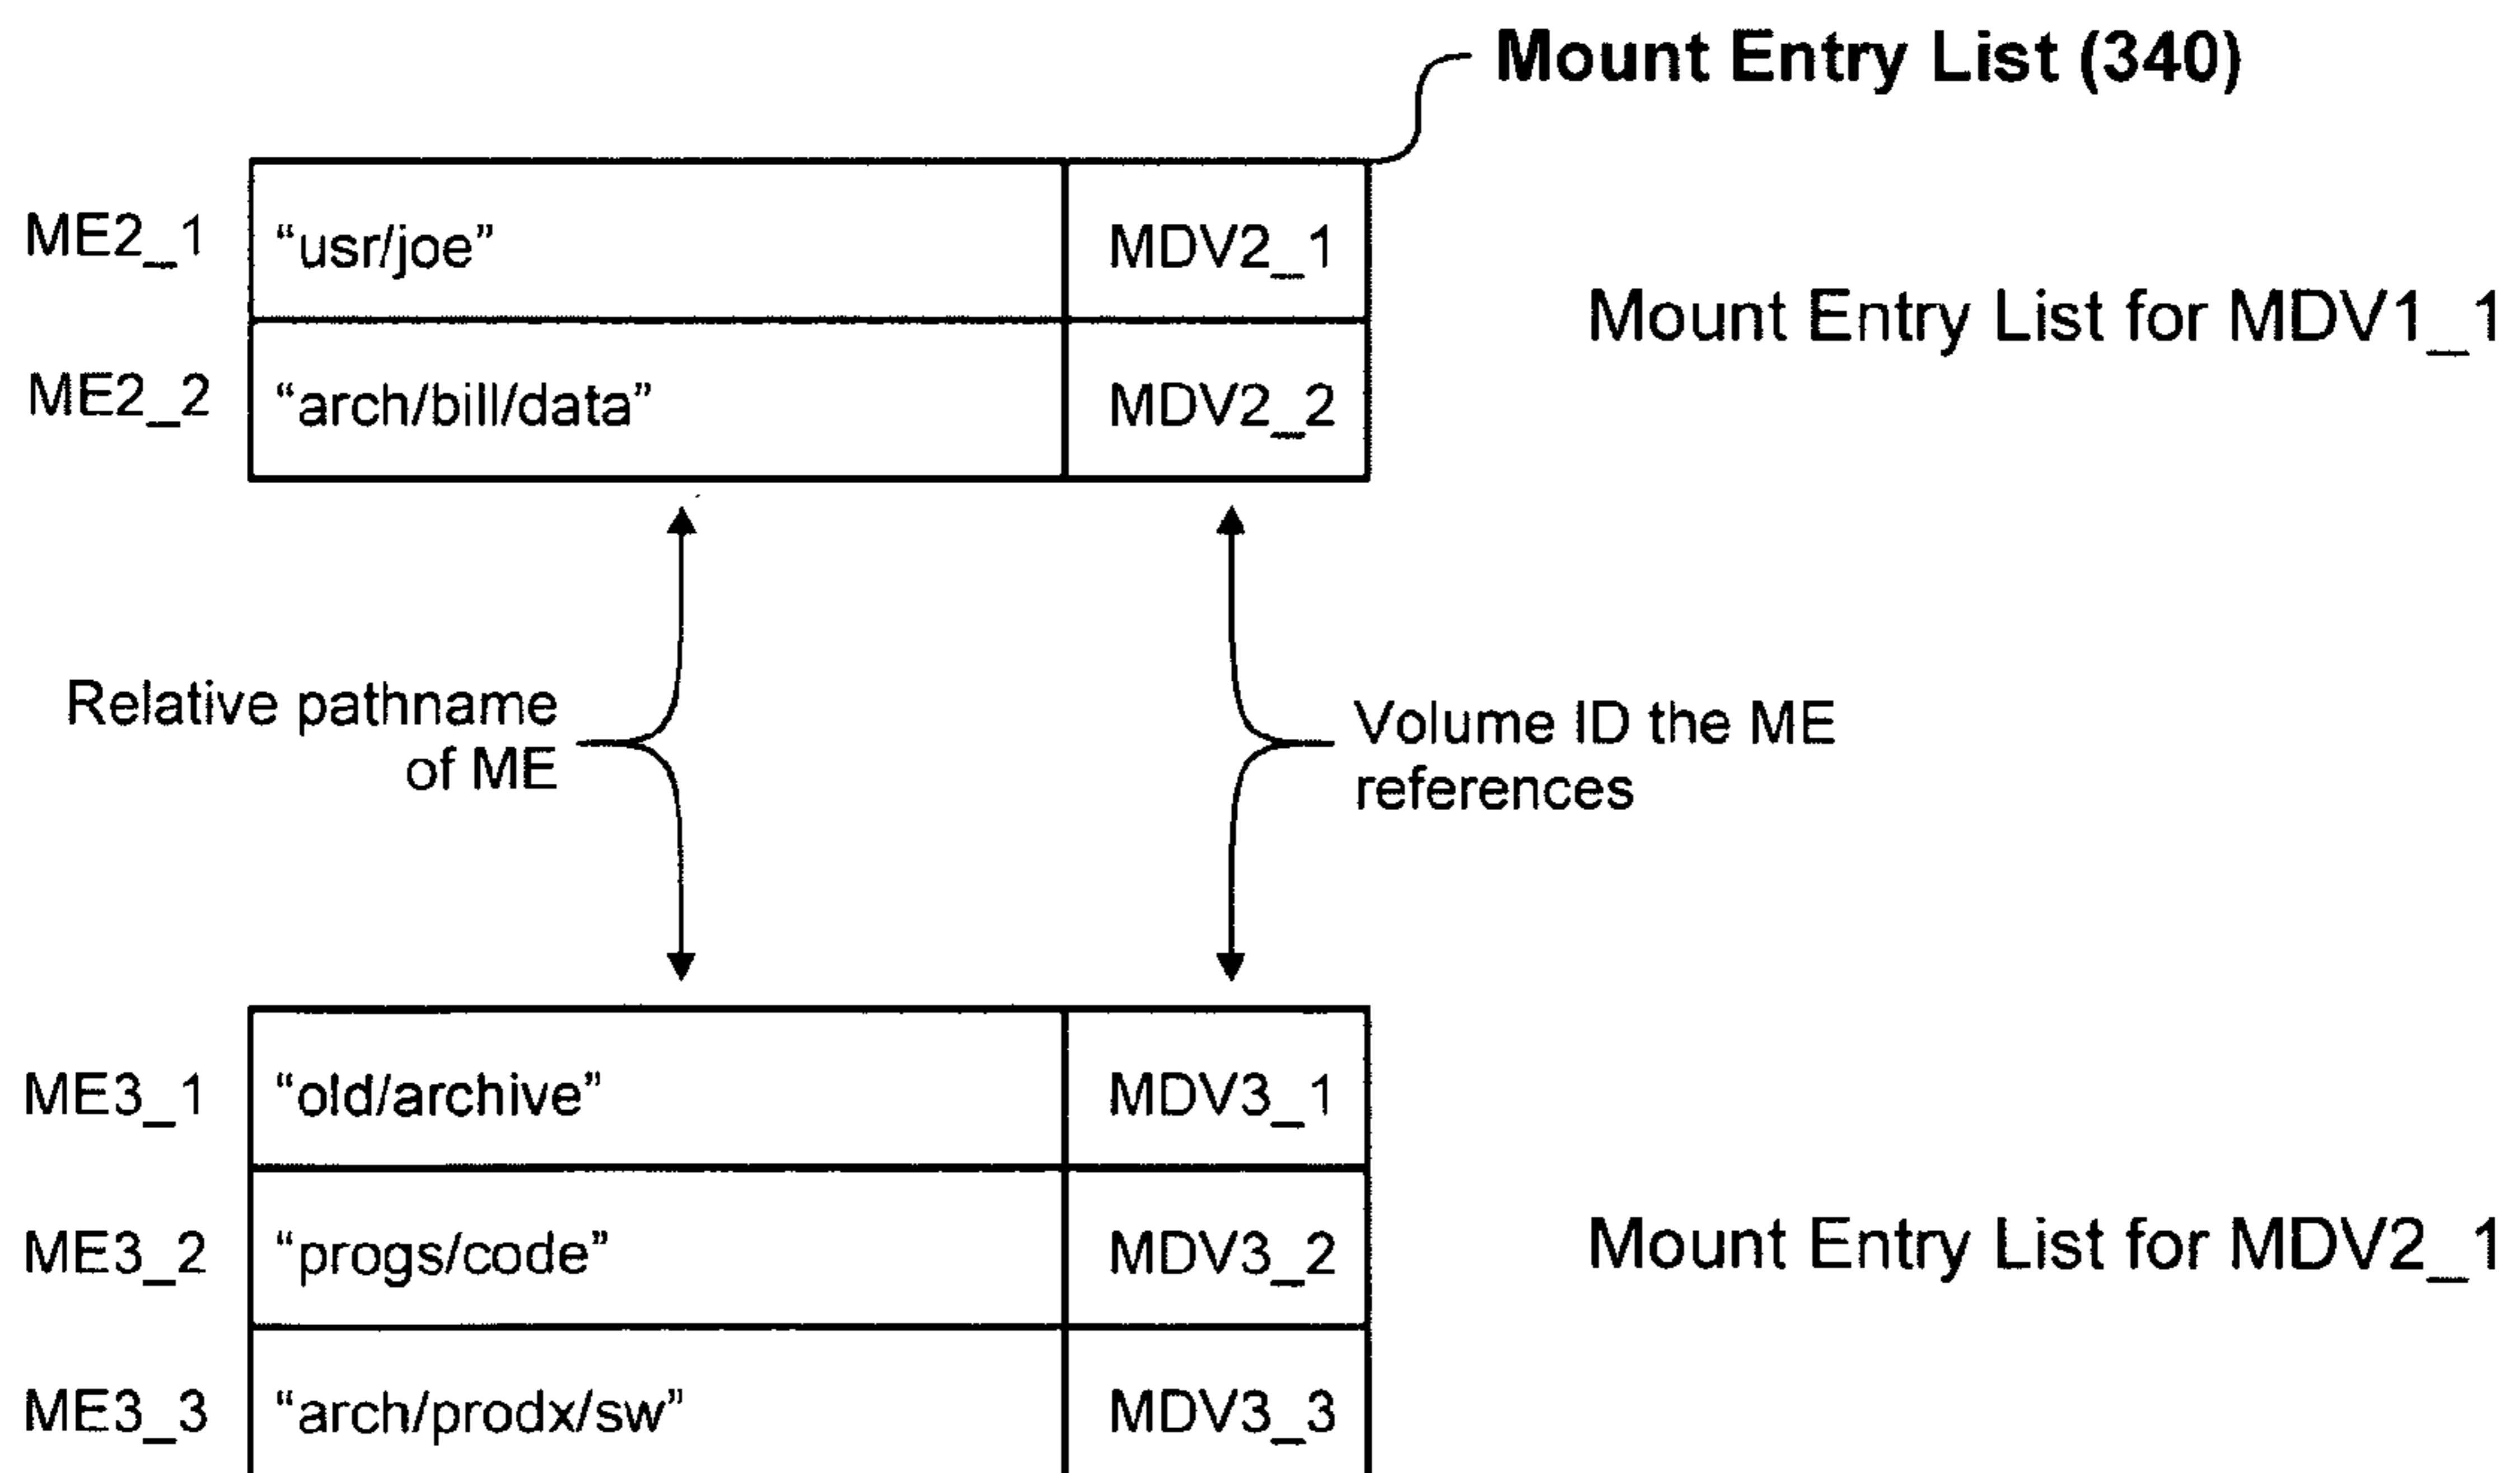 Mount Entry List (340)
ME2_1 “usr/joe” MDV2_1
Mount Entry List for MDV1_1
ME2_2 “arch/bill/data” MDV2_2
Relative pathname
of ME
Volume ID the ME
references
ME3_1 “old/archive” MDV3_1
ME3_2 “progs/code” MDV3_2
Mount Entry List for MDV2_1
ME3_3 “arch/prodx/sw” MDV3_3